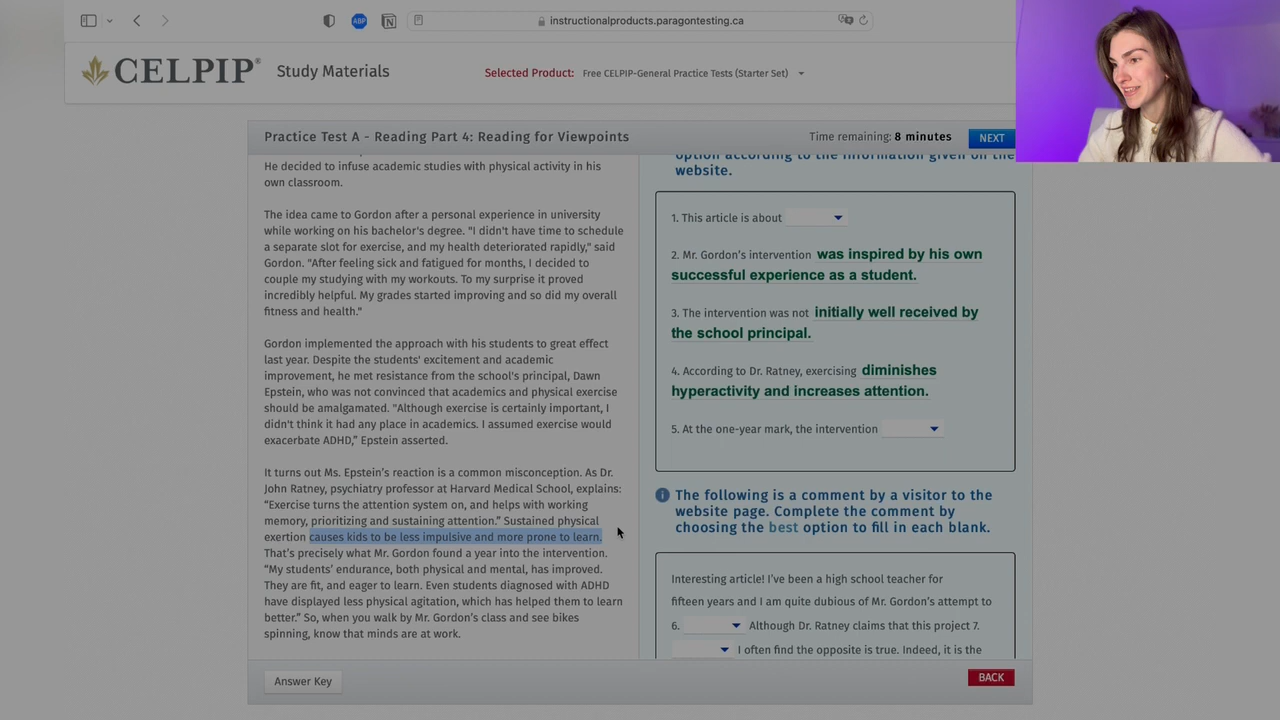 instructionalproducts.paragontesting.ca
ABP
CELPIP®
Study Materials
Selected Product: Free CELPIP-General Practice Tests (Starter Set)
Practice Test A - Reading Part 4: Reading for Viewpoints
Time remaining: 8 minutes
NEXT
He decided to infuse academic studies with physical activity in his
own classroom.
The idea came to Gordon after a personal experience in university
while working on his bachelor's degree. "I didn't have time to schedule
a separate slot for exercise, and my health deteriorated rapidly," said
Gordon. "After feeling sick and fatigued for months, I decided to
couple my studying with my workouts. To my surprise it proved
incredibly helpful. My grades started improving and so did my overall
fitness and health."
Gordon implemented the approach with his students to great effect
last year. Despite the students' excitement and academic
improvement, he met resistance from the school's principal, Dawn
Epstein, who was not convinced that academics and physical exercise
should be amalgamated. "Although exercise is certainly important, I
didn't think it had any place in academics. I assumed exercise would
exacerbate ADHD,” Epstein asserted.
It turns out Ms. Epstein’s reaction is a common misconception. As Dr.
John Ratney, psychiatry professor at Harvard Medical School, explains:
“Exercise turns the attention system on, and helps with working
memory, prioritizing and sustaining attention.” Sustained physical
exertion causes kids to be less impulsive and more prone to learn.
That’s precisely what Mr. Gordon found a year into the intervention.
“My students’ endurance, both physical and mental, has improved.
They are fit, and eager to learn. Even students diagnosed with ADHD
have displayed less physical agitation, which has helped them to learn
better.” So, when you walk by Mr. Gordon’s class and see bikes
spinning, know that minds are at work.
option according to the information given on the
website.
1. This article is about
2. Mr. Gordon’s intervention was inspired by his own
successful experience as a student.
3. The intervention was not initially well received by
the school principal.
4. According to Dr. Ratney, exercising diminishes
hyperactivity and increases attention.
5. At the one-year mark, the intervention
The following is a comment by a visitor to the
website page. Complete the comment by
choosing the best option to fill in each blank.
Interesting article! I’ve been a high school teacher for
fifteen years and I am quite dubious of Mr. Gordon’s attempt to
6. Although Dr. Ratney claims that this project 7.
I often find the opposite is true. Indeed, it is the
Answer Key
BACK